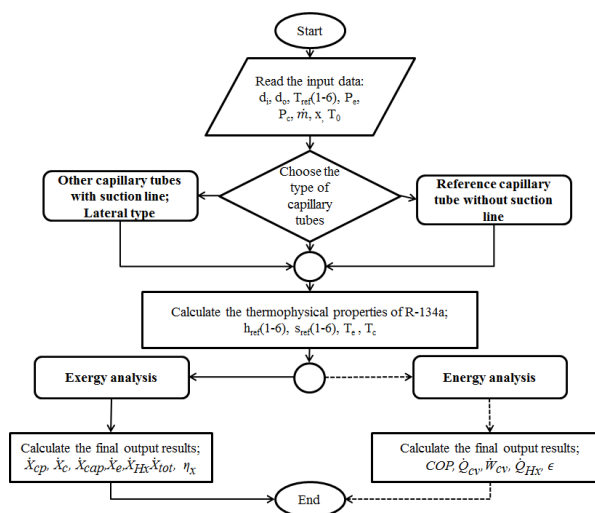 Start
Read the input data:
dᵢ, dₒ, T_ref(1-6), Pₑ,
P_c, ṁ, x, T₀
Choose the
type of
capillary
tubes
Other capillary tubes
with suction line;
Lateral type
Reference capillary
tube without suction
line
Calculate the thermophysical properties of R-134a;
h_ref(1-6), s_ref(1-6), Tₑ , T_c
Exergy analysis
Energy analysis
Calculate the final output results;
Ẋ_cp, Ẋ_c, Ẋ_cap,Ẋ_e,Ẋ_HxẊ_tot, η_x
Calculate the final output results;
COP, Q̇_cv,Ẇ_cv, Q̇_Hx, ϵ
End